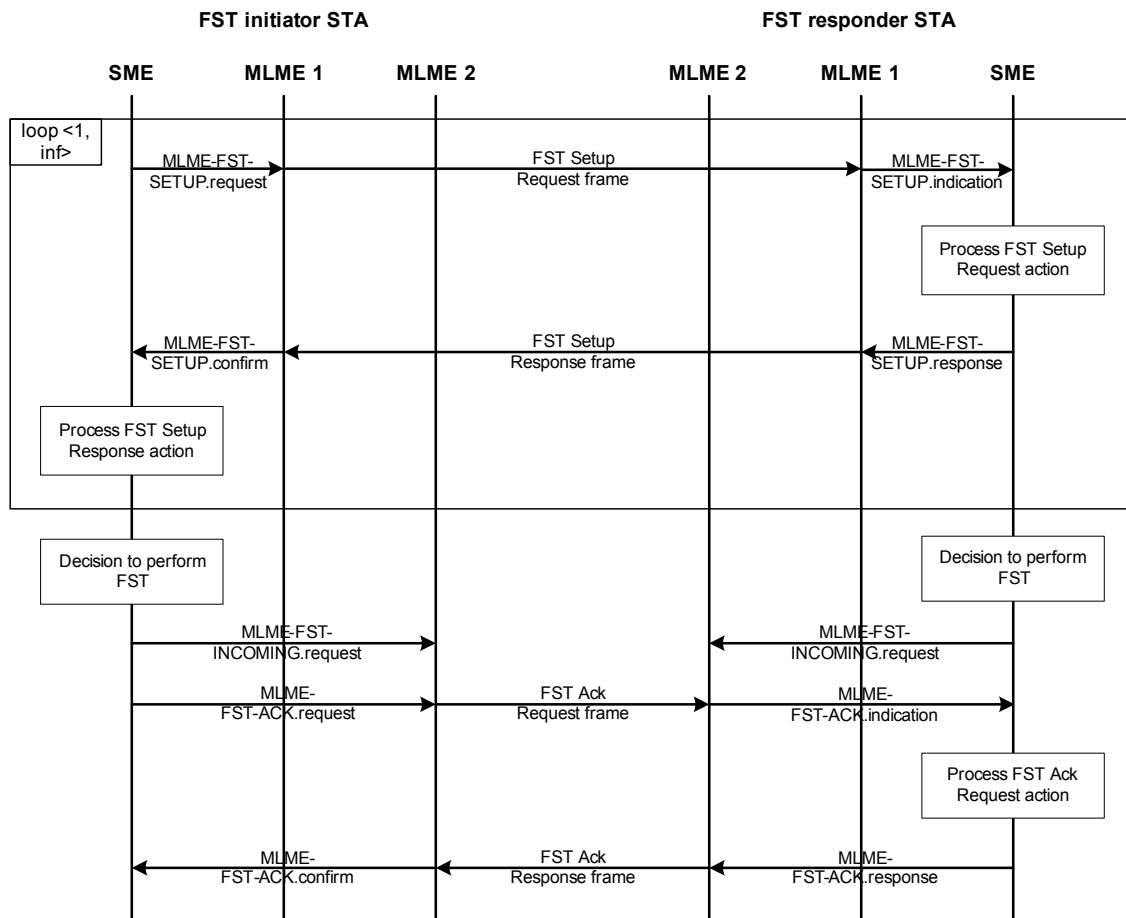 FST initiator STA
FST responder STA
SME
MLME 1
MLME 2
MLME 2
MLME 1
SME
loop <1,
inf>
MLME-FST-
SETUP.request
FST Setup
Request frame
MLME-FST-
SETUP.indication
Process FST Setup
Request action
MLME-FST-
SETUP.confirm
FST Setup
Response frame
MLME-FST-
SETUP.response
Process FST Setup
Response action
Decision to perform
FST
Decision to perform
FST
MLME-FST-
INCOMING.request
MLME-FST-
INCOMING.request
MLME-
FST-ACK.request
FST Ack
Request frame
MLME-
FST-ACK.indication
Process FST Ack
Request action
MLME-
FST-ACK.confirm
FST Ack
Response frame
MLME-
FST-ACK.response